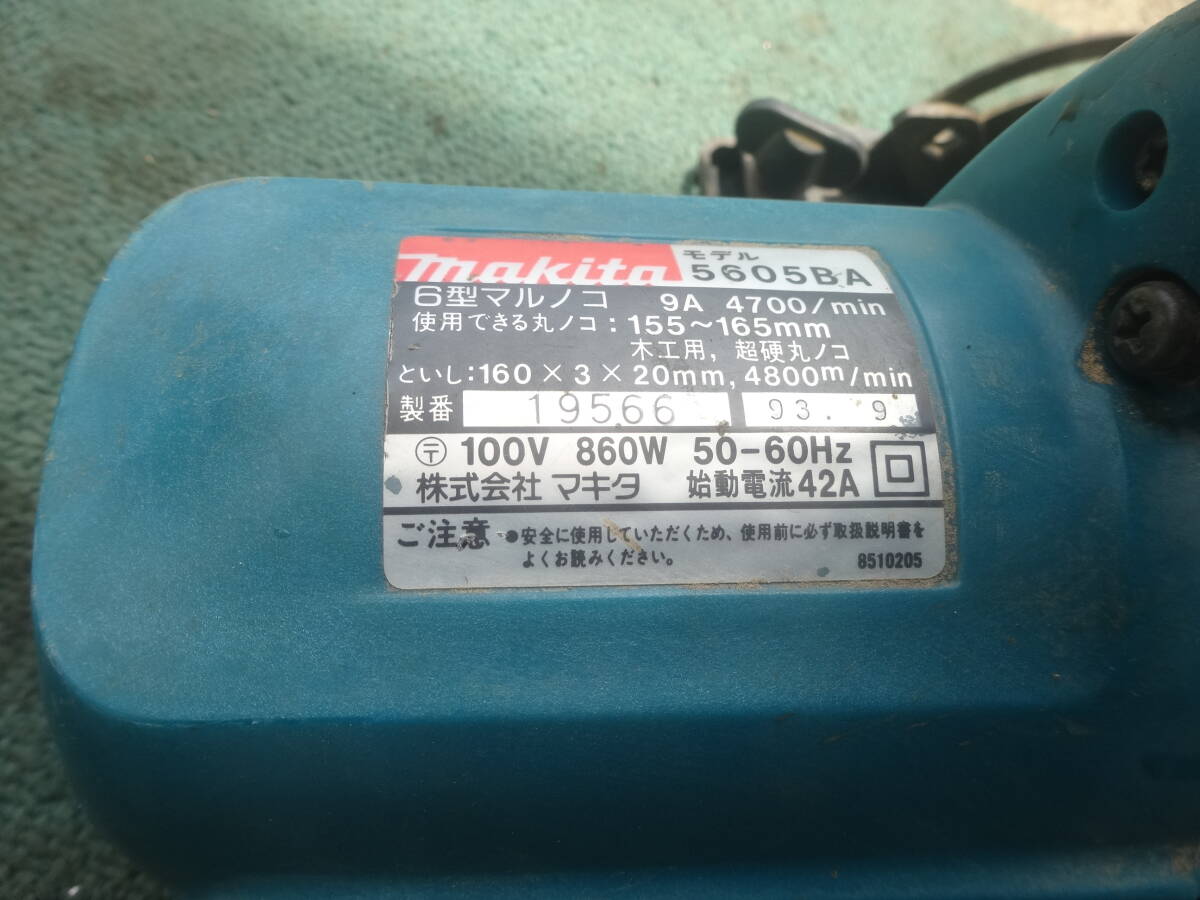 makita モデル
5605BA
6型マルノコ 9A 4700/min
使用できる丸ノコ:155～165mm
木工用, 超硬丸ノコ
といし:160×3×20mm, 4800m/min
製番 19566 93. 9
〒 100V 860W 50-60Hz
株式会社 マキタ 始動電流42A
ご注意 ●安全に使用していただくため、使用前に必ず取扱説明書を
よくお読みください。 8510205